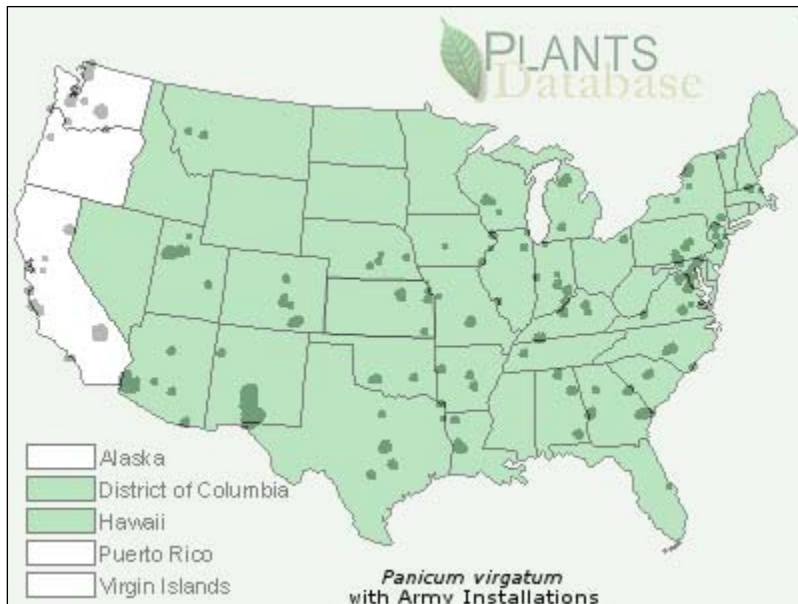 PLANTS
Database
Alaska
District of Columbia
Hawaii
Puerto Rico
Virgin Islands
Panicum virgatum
with Army Installations